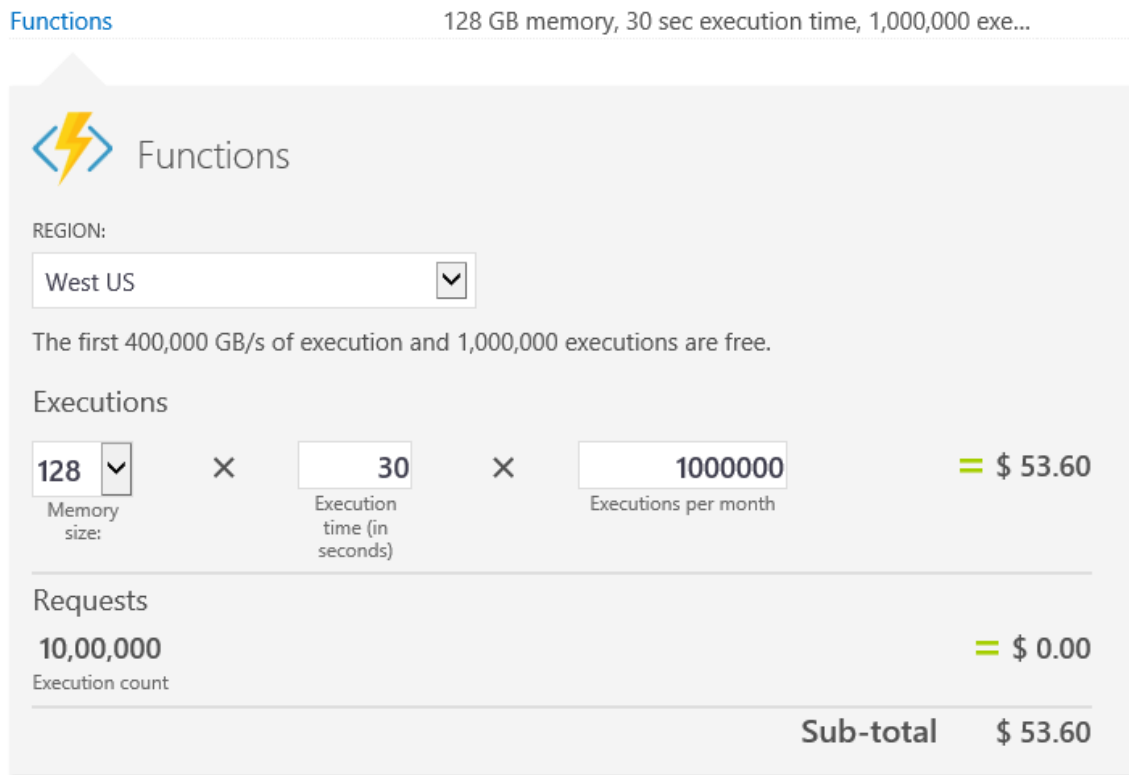 Functions 128 GB memory, 30 sec execution time, 1,000,000 exe...
Functions
REGION:
West US
The first 400,000 GB/s of execution and 1,000,000 executions are free.
Executions
128 × 30 × 1000000 = $ 53.60
Memory size:
Execution time (in seconds)
Executions per month
Requests
10,00,000 = $ 0.00
Execution count
Sub-total $ 53.60